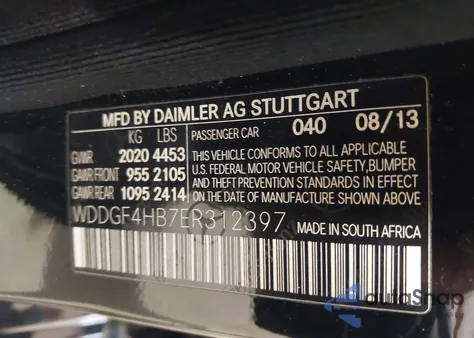 MFD BY DAIMLER AG STUTTGART
KG LBS PASSENGER CAR 040 08/13
GWR 2020 4453 THIS VEHICLE CONFORMS TO ALL APPLICABLE
GAWR FRONT 955 2105 U.S. FEDERAL MOTOR VEHICLE SAFETY, BUMPER
GAWR REAR 1095 2414 AND THEFT PREVENTION STANDARDS IN EFFECT
ON THE DATE OF MANUFACTURE SHOWN ABOVE.
WDDGF4HB7ER312397 MADE IN SOUTH AFRICA
autoSnap